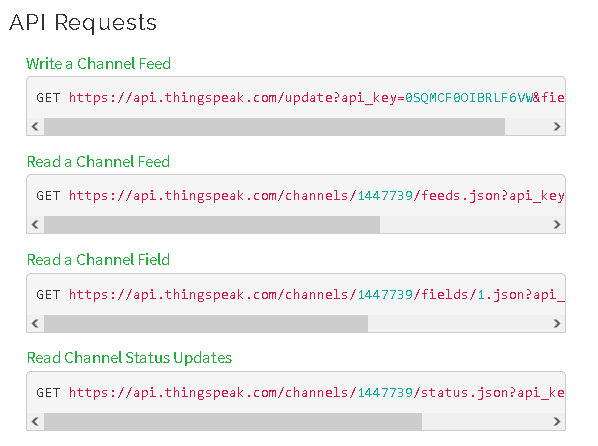 API Requests
Write a Channel Feed
GET https://api.thingspeak.com/update?api_key=0SQMCF0OIBRLF6VW&fie
Read a Channel Feed
GET https://api.thingspeak.com/channels/1447739/feeds.json?api_key
Read a Channel Field
GET https://api.thingspeak.com/channels/1447739/fields/1.json?api_
Read Channel Status Updates
GET https://api.thingspeak.com/channels/1447739/status.json?api_ke